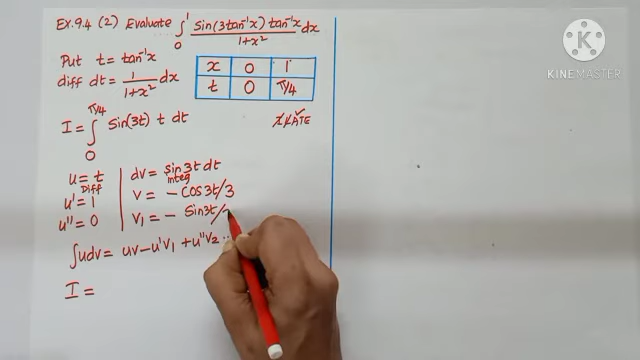 Ex.9.4 (2) Evaluate ∫₀¹ sin(3tan⁻¹x) tan⁻¹x / 1+x² dx
Put t = tan⁻¹x
diff dt = 1/1+x² dx
x 0 1
t 0 π/4
I = ∫₀^π/4 sin(3t) t dt
ATE
u = t dv = sin3t dt
Diff integ
u' = 1 v = - cos3t/3
u'' = 0 v₁ = - sin3t/
∫udv = uv - u'v₁ + u''v₂ ..
I =
KINEMASTER